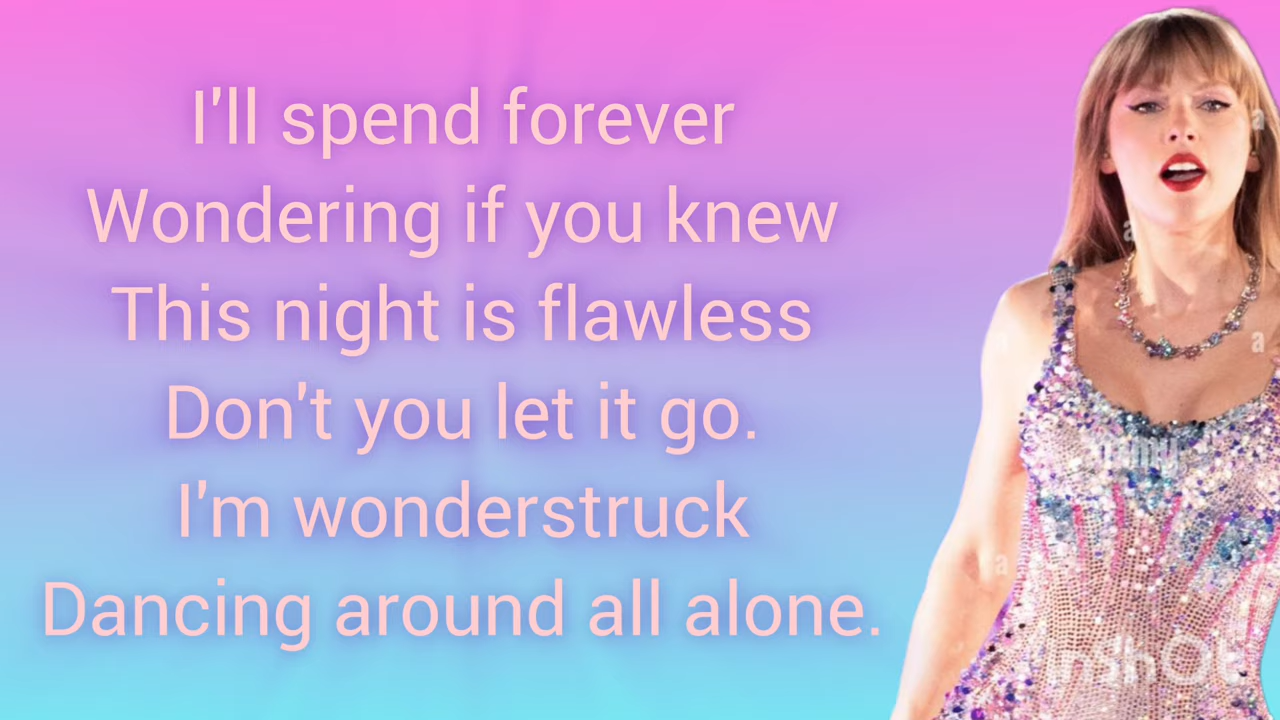 I'll spend forever
Wondering if you knew
This night is flawless
Don't you let it go.
I'm wonderstruck
Dancing around all alone.
InShOt